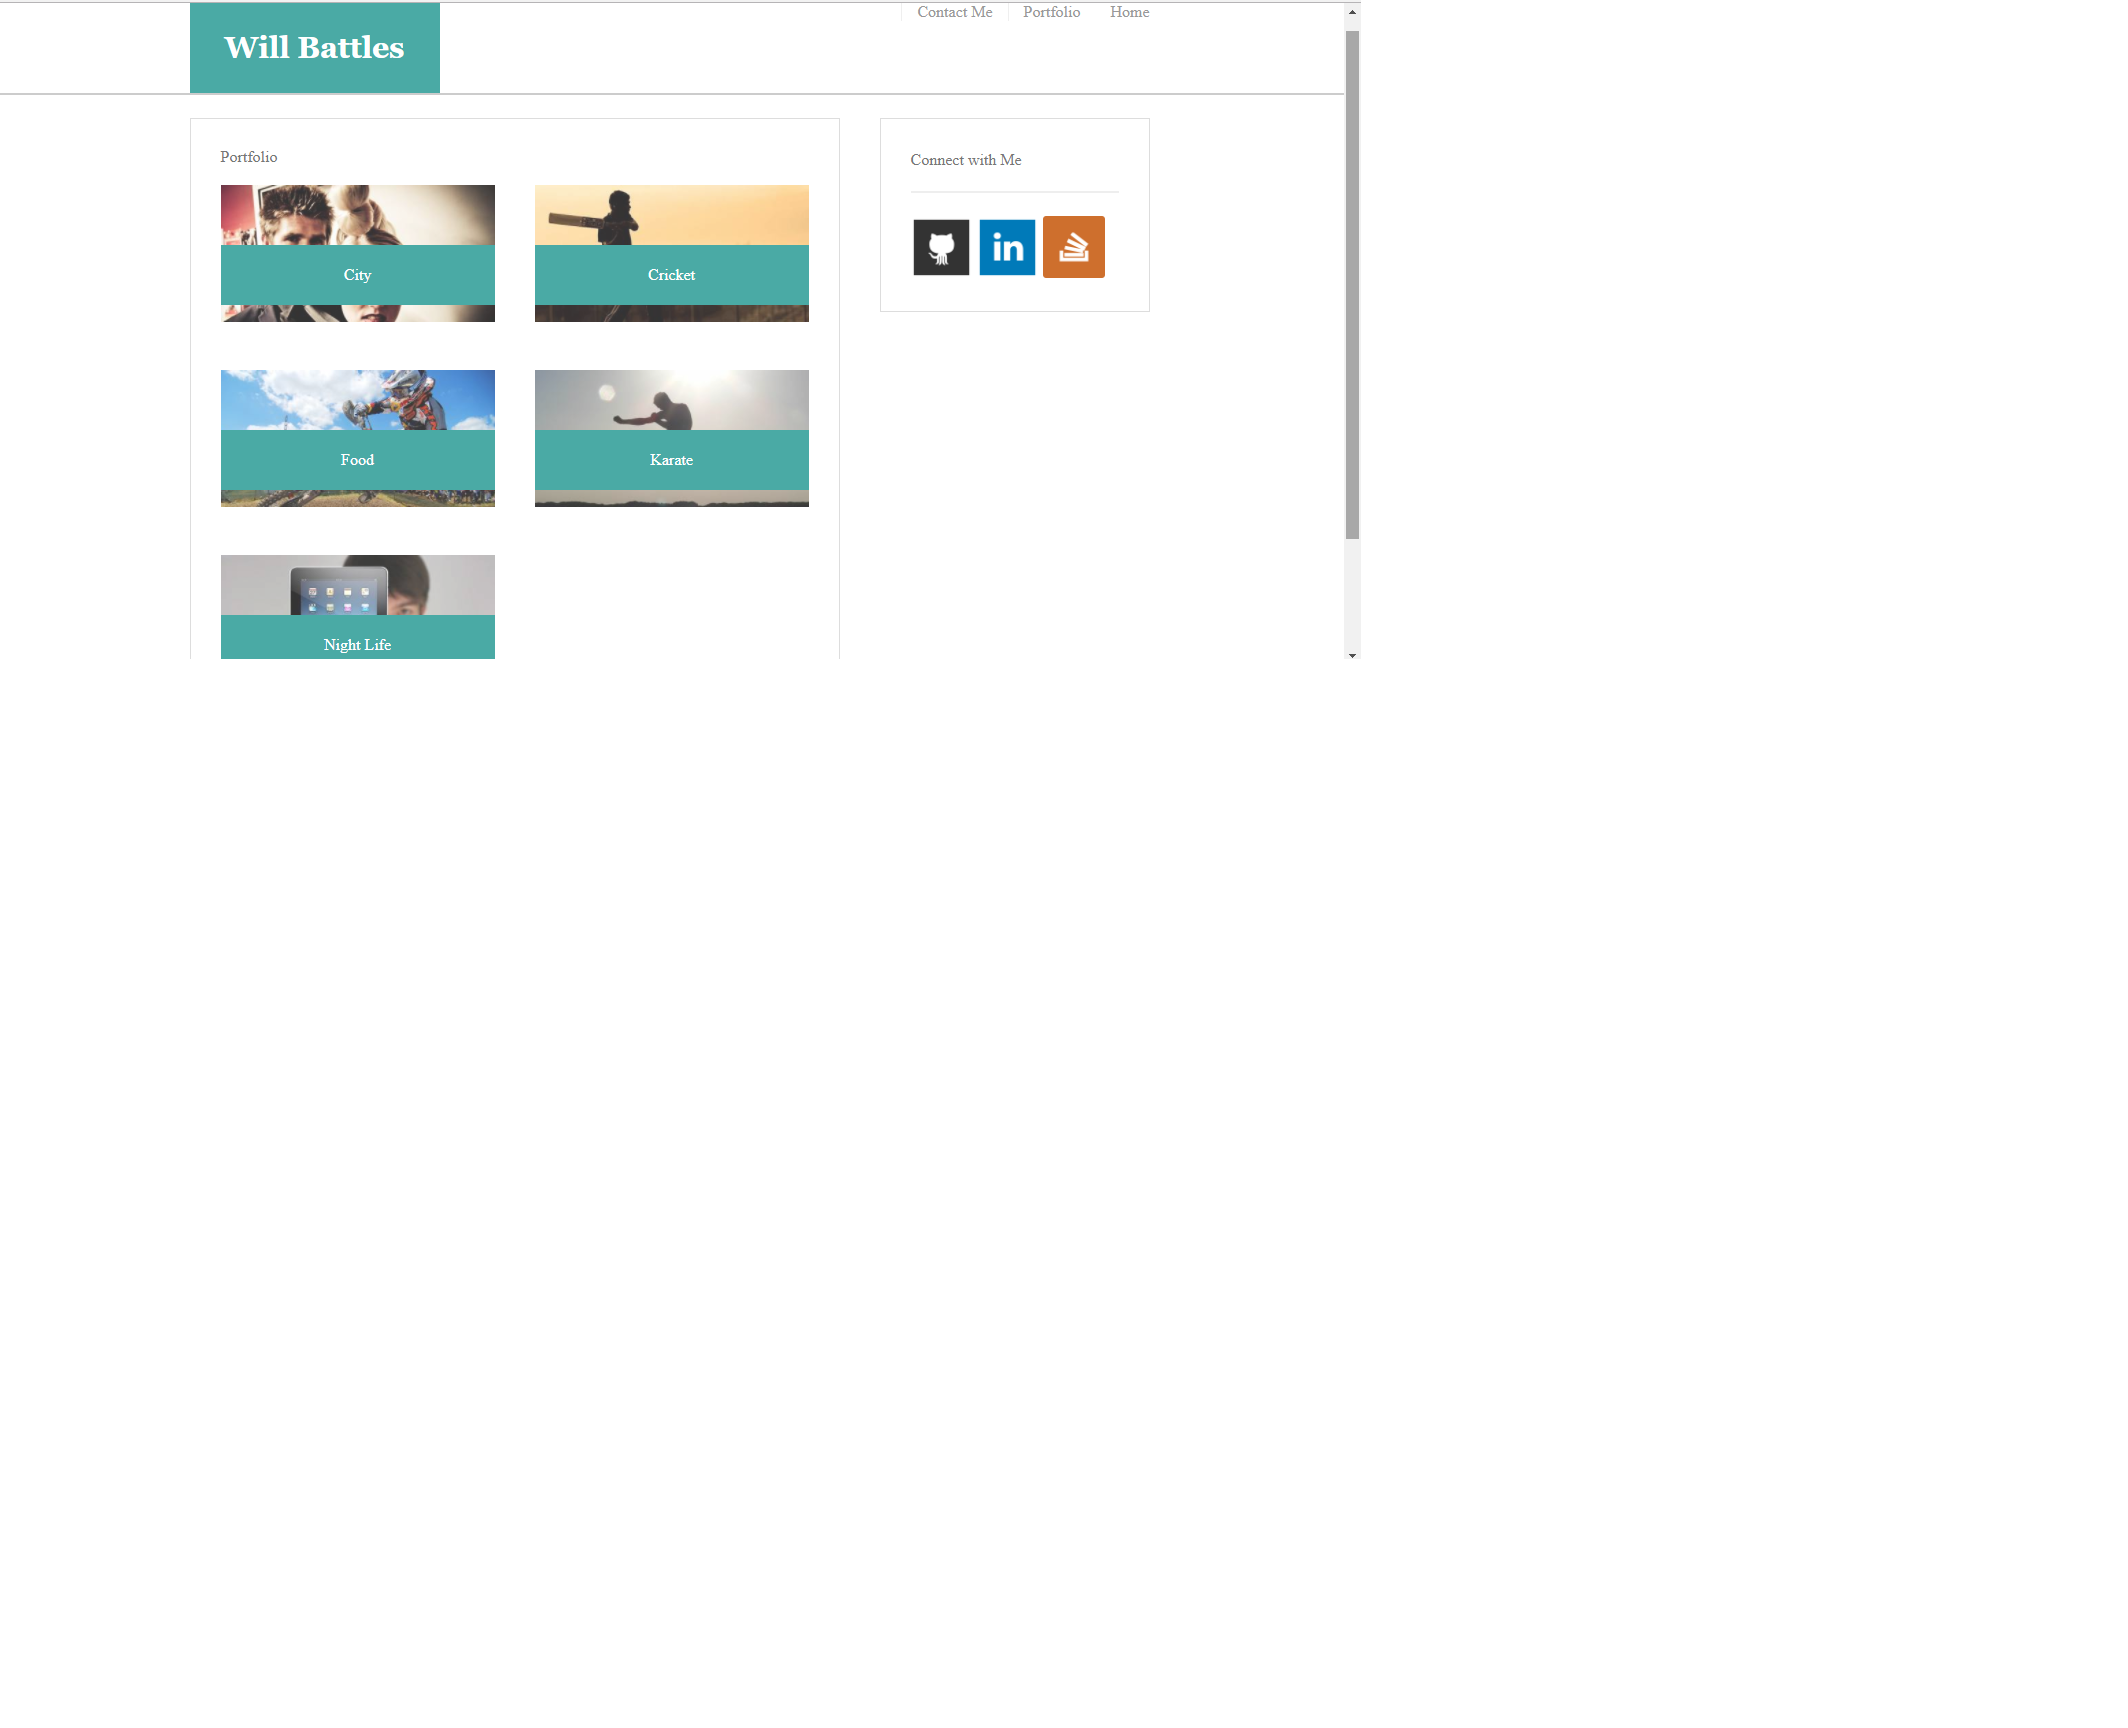 Contact Me Portfolio Home
Will Battles
Portfolio
City
Cricket
Food
Karate
Night Life
Connect with Me
in